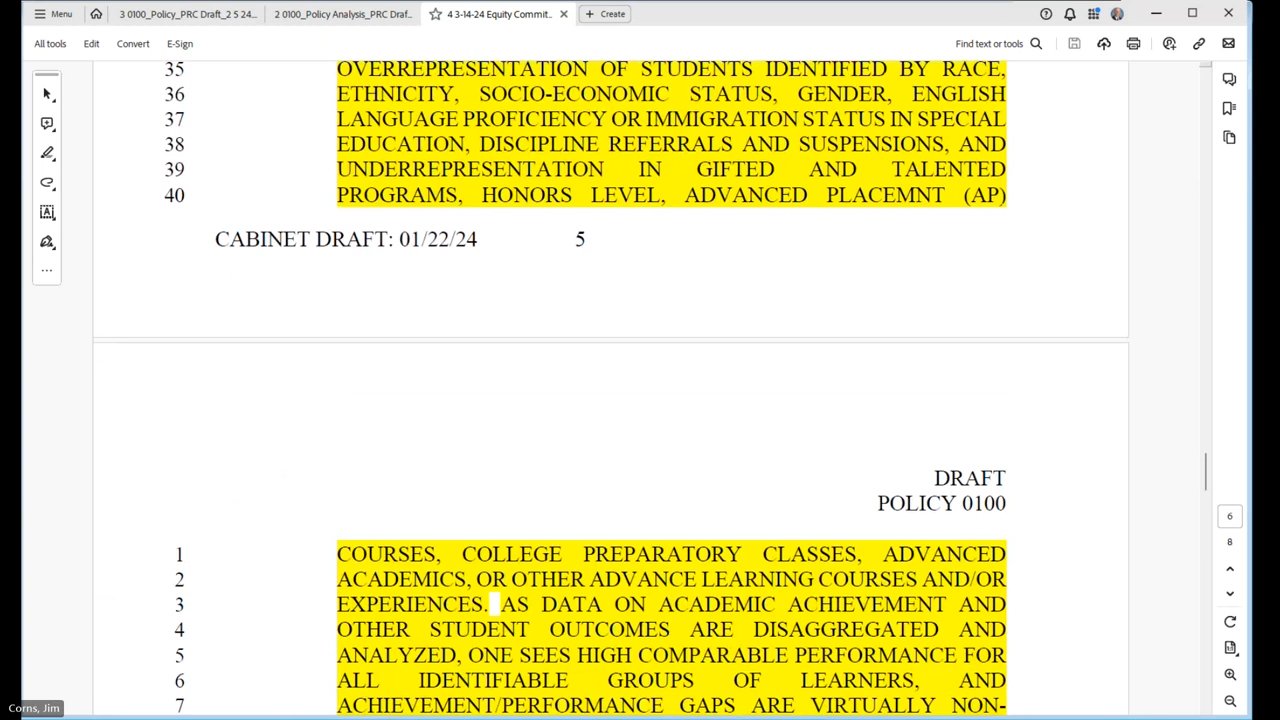 Menu
3 0100_Policy_PRC Draft_2 S 24...
2 0100_Policy Analysis_PRC Draf...
4 3-14-24 Equity Commit...
Create
All tools
Edit
Convert
E-Sign
Find text or tools
35 OVERREPRESENTATION OF STUDENTS IDENTIFIED BY RACE,
36 ETHNICITY, SOCIO-ECONOMIC STATUS, GENDER, ENGLISH
37 LANGUAGE PROFICIENCY OR IMMIGRATION STATUS IN SPECIAL
38 EDUCATION, DISCIPLINE REFERRALS AND SUSPENSIONS, AND
39 UNDERREPRESENTATION IN GIFTED AND TALENTED
40 PROGRAMS, HONORS LEVEL, ADVANCED PLACEMNT (AP)
CABINET DRAFT: 01/22/24 5
DRAFT
POLICY 0100
6
8
1 COURSES, COLLEGE PREPARATORY CLASSES, ADVANCED
2 ACADEMICS, OR OTHER ADVANCE LEARNING COURSES AND/OR
3 EXPERIENCES. AS DATA ON ACADEMIC ACHIEVEMENT AND
4 OTHER STUDENT OUTCOMES ARE DISAGGREGATED AND
5 ANALYZED, ONE SEES HIGH COMPARABLE PERFORMANCE FOR
6 ALL IDENTIFIABLE GROUPS OF LEARNERS, AND
7 ACHIEVEMENT/PERFORMANCE GAPS ARE VIRTUALLY NON-
Corns, Jim